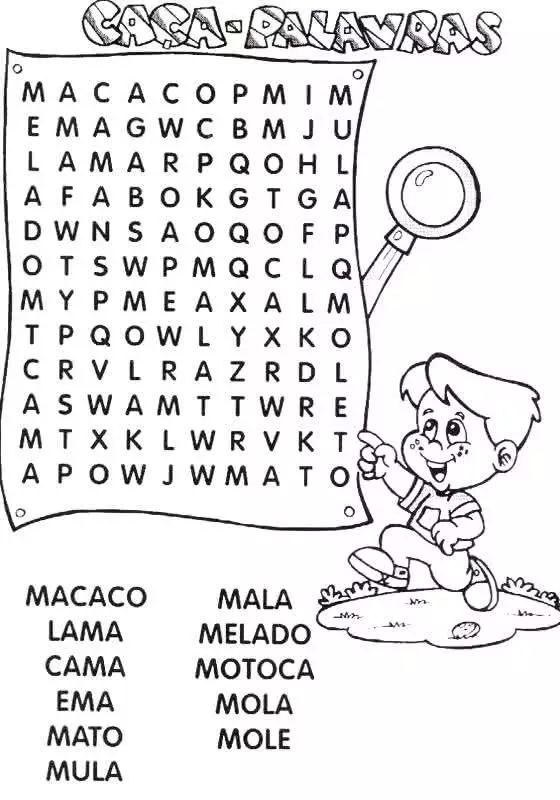 CAÇA-PALAVRAS
M A C A C O P M I M
E M A G W C B M J U
L A M A R P Q O H L
A F A B O K G T G A
D W N S A O Q O F P
O T S W P M Q C L Q
M Y P M E A X A L M
T P Q O W L Y X K O
C R V L R A Z R D L
A S W A M T T W R E
M T X K L W R V K T
A P O W J W M A T O
MACACO MALA
LAMA MELADO
CAMA MOTOCA
EMA MOLA
MATO MOLE
MULA